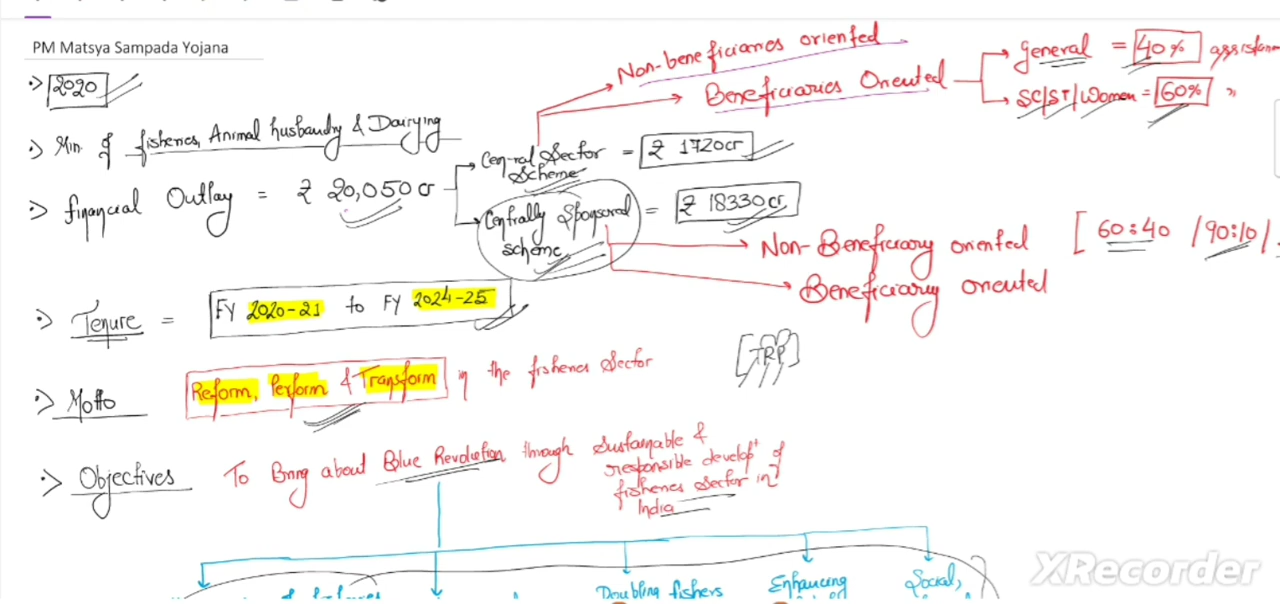 PM Matsya Sampada Yojana
:) 2020
:) Min. of fisheries, Animal husbandry & Dairying
:) financial Outlay = ₹ 20,050 cr
Central Sector Scheme = ₹ 1720cr
Non-beneficiaries oriented
Beneficiaries Oriented
General = 40% assistan
SC/ST/Women = 60% "
Centrally Sponsored scheme = ₹ 18330 cr
Non-Beneficiary oriented [60:40 /90:10/
Beneficiary oriented
:) Tenure = FY 2020-21 to FY 2024-25
:) Motto Reform, Perform & Transform in the fisheries Sector
[TRP]
:) Objectives To Bring about Blue Revolution through Sustainable &
responsible develop^t of
fisheries Sector in
India
Doubling fishers
Enhancing
Social,
XRecorder